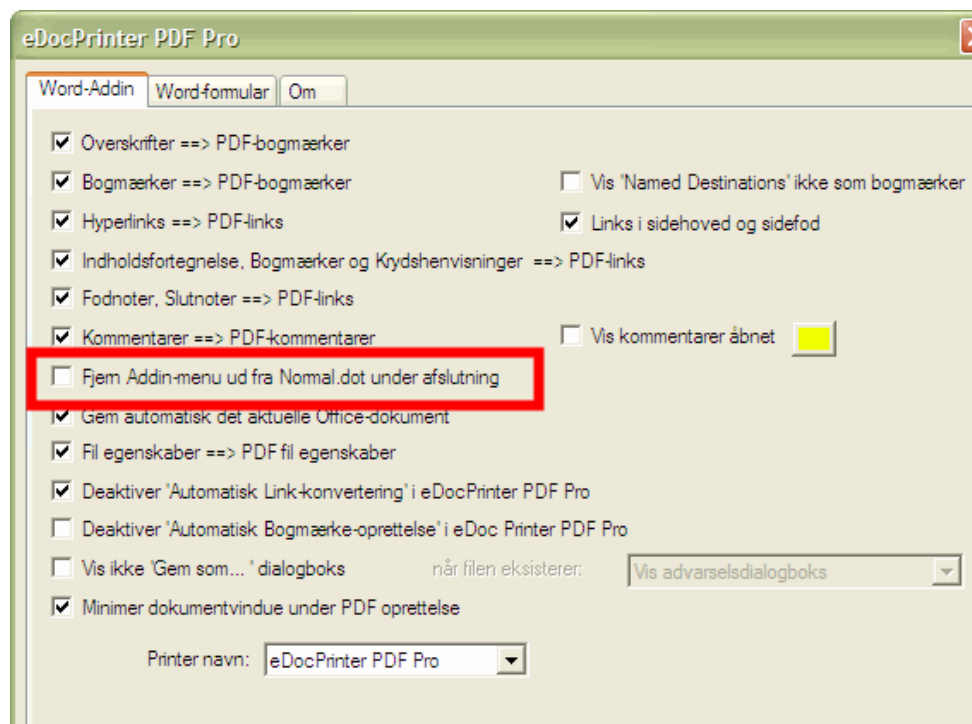 eDocPrinter PDF Pro
Word-Addin Word-formular Om
Overskrifter ==> PDF-bogmærker
Bogmærker ==> PDF-bogmærker Vis 'Named Destinations' ikke som bogmærker
Hyperlinks ==> PDF-links Links i sidehoved og sidefod
Indholdsfortegnelse, Bogmærker og Krydshenvisninger ==> PDF-links
Fodnoter, Slutnoter ==> PDF-links
Kommentarer ==> PDF-kommentarer Vis kommentarer åbnet
Fjern Addin-menu ud fra Normal.dot under afslutning
Gem automatisk det aktuelle Office-dokument
Fil egenskaber ==> PDF fil egenskaber
Deaktiver 'Automatisk Link-konvertering' i eDocPrinter PDF Pro
Deaktiver 'Automatisk Bogmærke-oprettelse' i eDoc Printer PDF Pro
Vis ikke 'Gem som... ' dialogboks når filen eksisterer: Vis advarselsdialogboks
Minimer dokumentvindue under PDF oprettelse
Printer navn: eDocPrinter PDF Pro